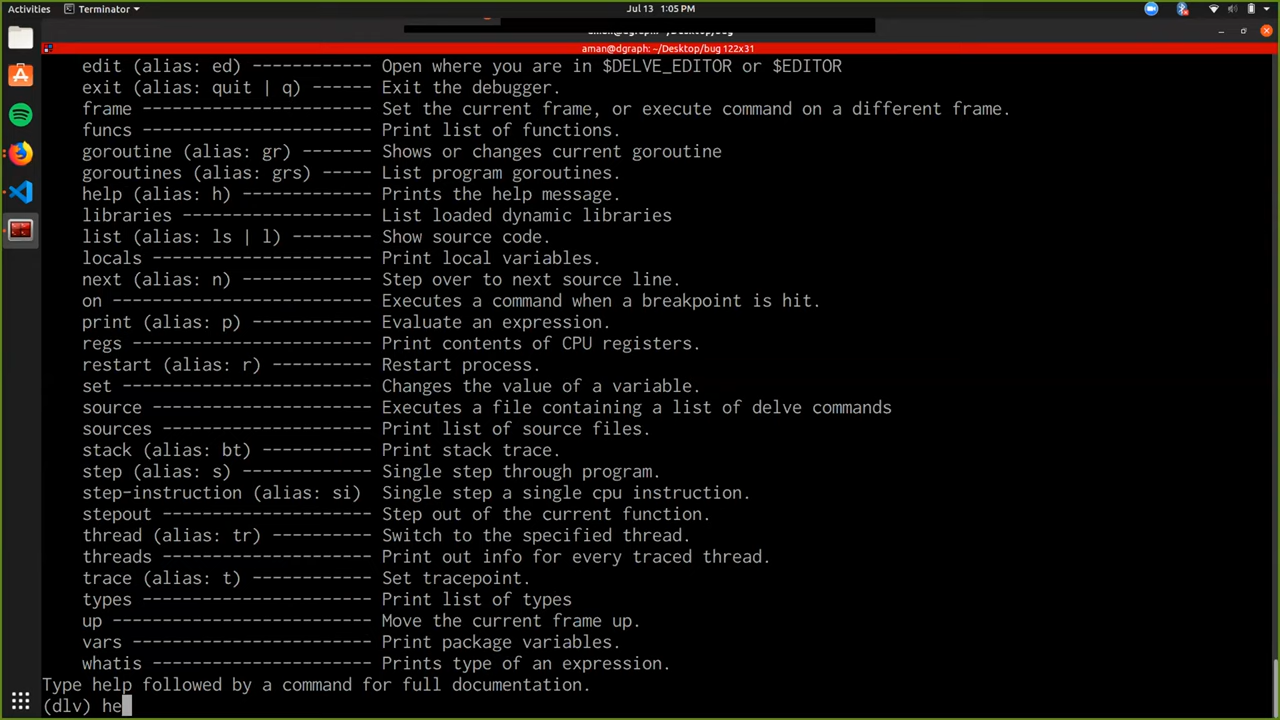 Activities Terminator Jul 13 1:05 PM
aman@dgraph: ~/Desktop/bug 122x31
edit (alias: ed) ------------ Open where you are in $DELVE_EDITOR or $EDITOR
exit (alias: quit | q) ------ Exit the debugger.
frame ----------------------- Set the current frame, or execute command on a different frame.
funcs ----------------------- Print list of functions.
goroutine (alias: gr) ------- Shows or changes current goroutine
goroutines (alias: grs) ----- List program goroutines.
help (alias: h) ------------- Prints the help message.
libraries ------------------- List loaded dynamic libraries
list (alias: ls | l) -------- Show source code.
locals ---------------------- Print local variables.
next (alias: n) ------------- Step over to next source line.
on -------------------------- Executes a command when a breakpoint is hit.
print (alias: p) ------------ Evaluate an expression.
regs ------------------------ Print contents of CPU registers.
restart (alias: r) ---------- Restart process.
set ------------------------- Changes the value of a variable.
source ---------------------- Executes a file containing a list of delve commands
sources --------------------- Print list of source files.
stack (alias: bt) ----------- Print stack trace.
step (alias: s) ------------- Single step through program.
step-instruction (alias: si)  Single step a single cpu instruction.
stepout --------------------- Step out of the current function.
thread (alias: tr) ---------- Switch to the specified thread.
threads --------------------- Print out info for every traced thread.
trace (alias: t) ------------ Set tracepoint.
types ----------------------- Print list of types
up -------------------------- Move the current frame up.
vars ------------------------ Print package variables.
whatis ---------------------- Prints type of an expression.
Type help followed by a command for full documentation.
(dlv) he